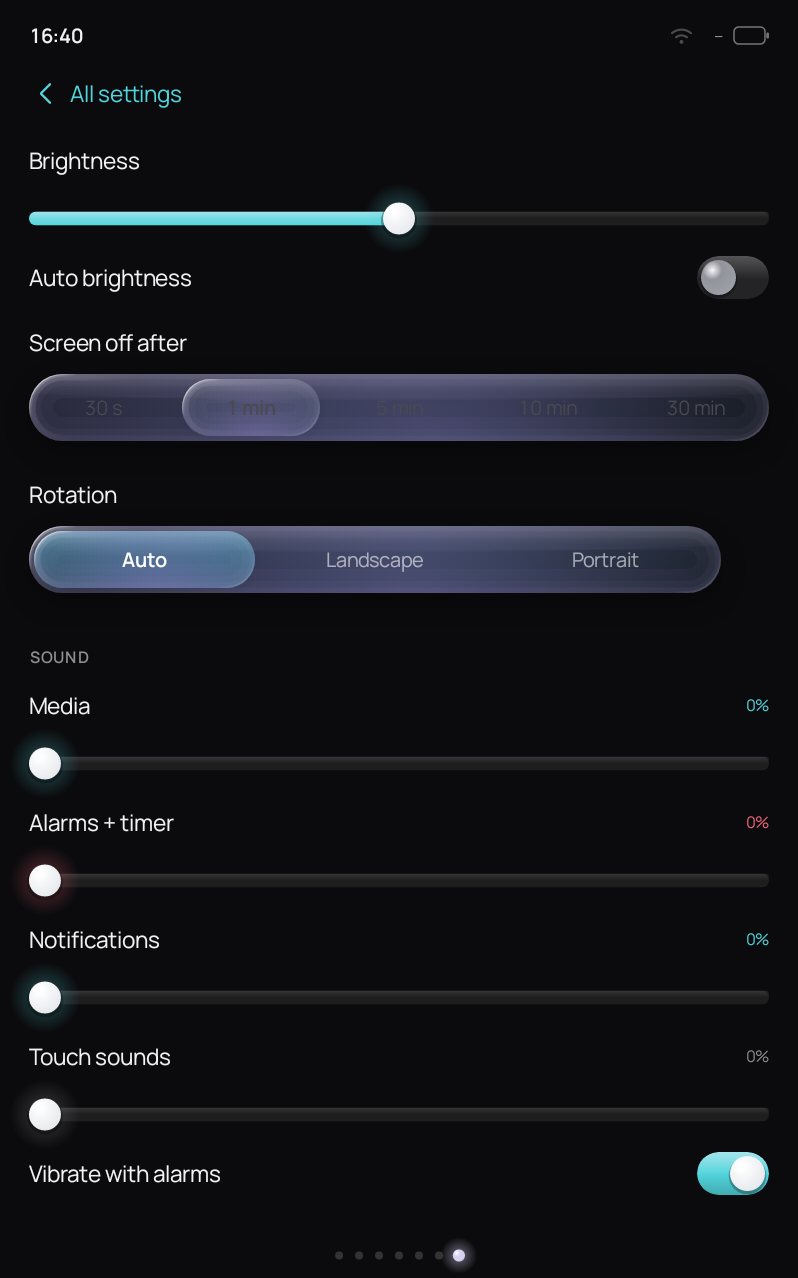 16:40
All settings
Brightness
Auto brightness
Screen off after
30 s 1 min 5 min 10 min 30 min
Rotation
Auto Landscape Portrait
SOUND
Media 0%
Alarms + timer 0%
Notifications 0%
Touch sounds 0%
Vibrate with alarms